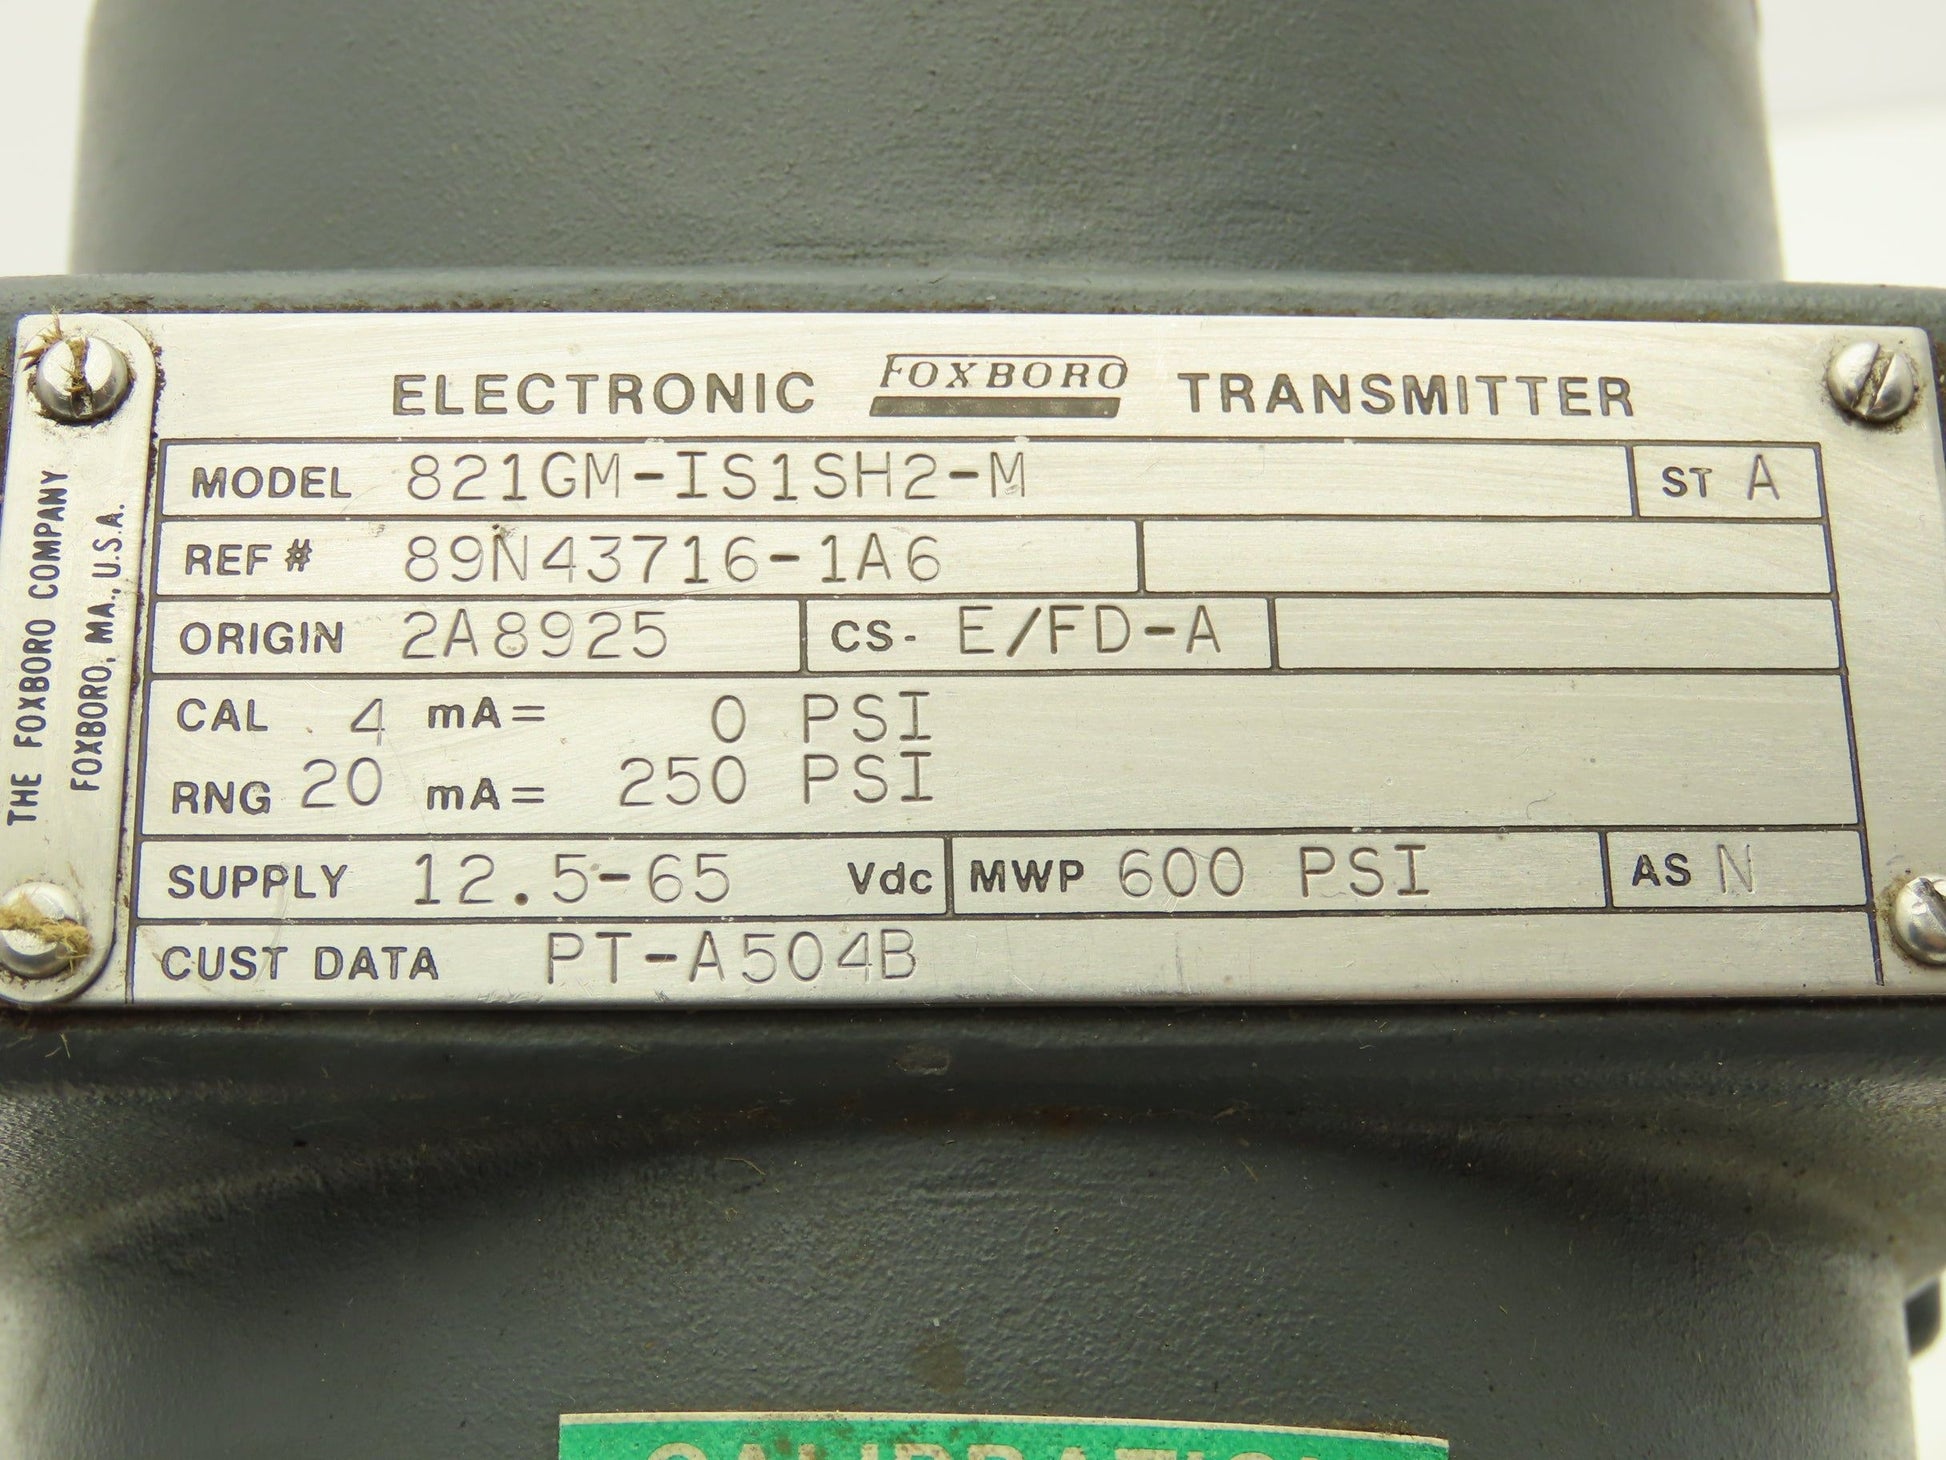 ELECTRONIC FOXBORO TRANSMITTER
THE FOXBORO COMPANY
FOXBORO, MA., U.S.A.
MODEL 821GM-IS1SH2-M ST A
REF # 89N43716-1A6
ORIGIN 2A8925 CS- E/FD-A
CAL 4 mA= 0 PSI
RNG 20 mA= 250 PSI
SUPPLY 12.5-65 Vdc MWP 600 PSI AS N
CUST DATA PT-A504B